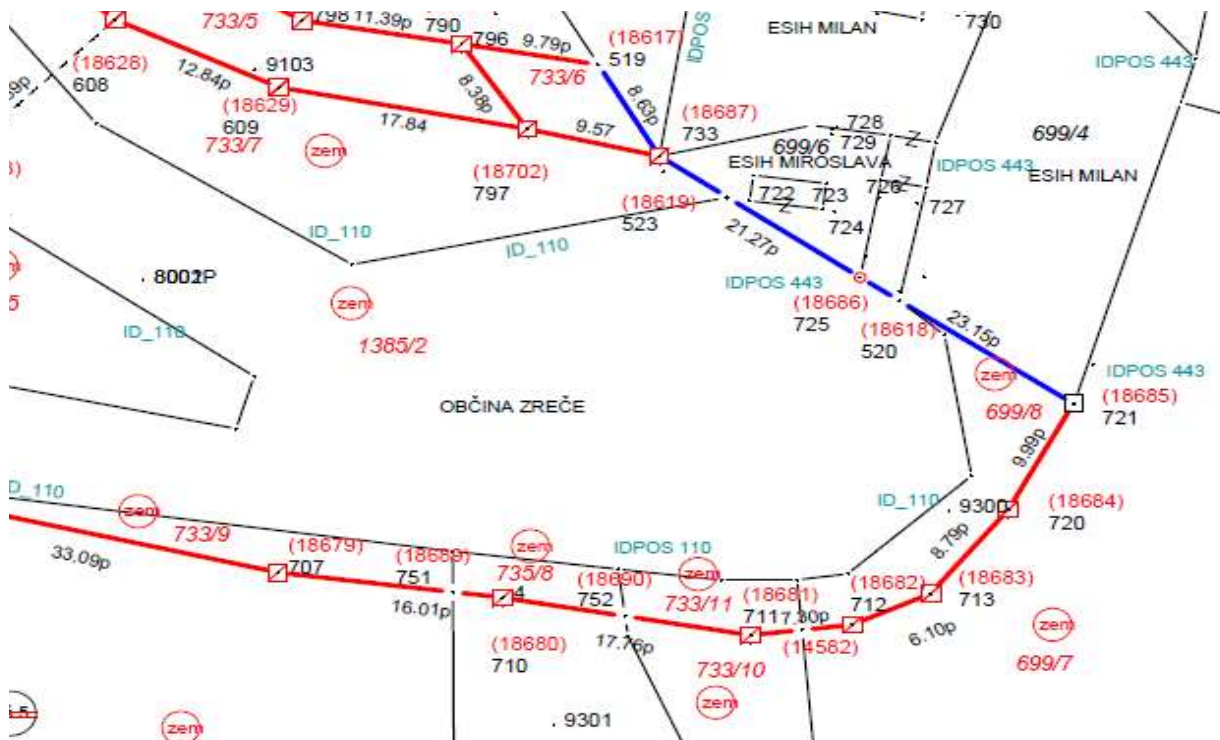 733/5
798
11.39p
790
796
9.79p
(18617)
519
IDPOS
ESIH MILAN
730
IDPOS 443
(18628)
608
12.84p
9103
(18629)
609
733/7
zem
17.84
8.38p
733/6
8.63p
9.57
(18687)
733
(18702)
797
728
729
699/6
Z
699/4
ESIH MIROSLAVA
IDPOS 443
ESIH MILAN
722
723
726
Z
727
Z
724
(18619)
523
21.27p
ID_110
ID_110
8002P
zem
1385/2
ID_110
IDPOS 443
(18686)
725
(18618)
520
23.15p
zem
699/8
IDPOS 443
(18685)
721
OBČINA ZREČE
9.99p
ID_110
9300
(18684)
720
8.79p
D_110
zem
733/9
33.09p
(18679)
707
(18689)
751
16.01p
zem
735/8
4
(18680)
710
IDPOS 110
(18690)
752
17.76p
zem
733/11
(18681)
711
7.30p
(14582)
(18682)
712
(18683)
713
6.10p
zem
699/7
733/10
zem
9301
zem